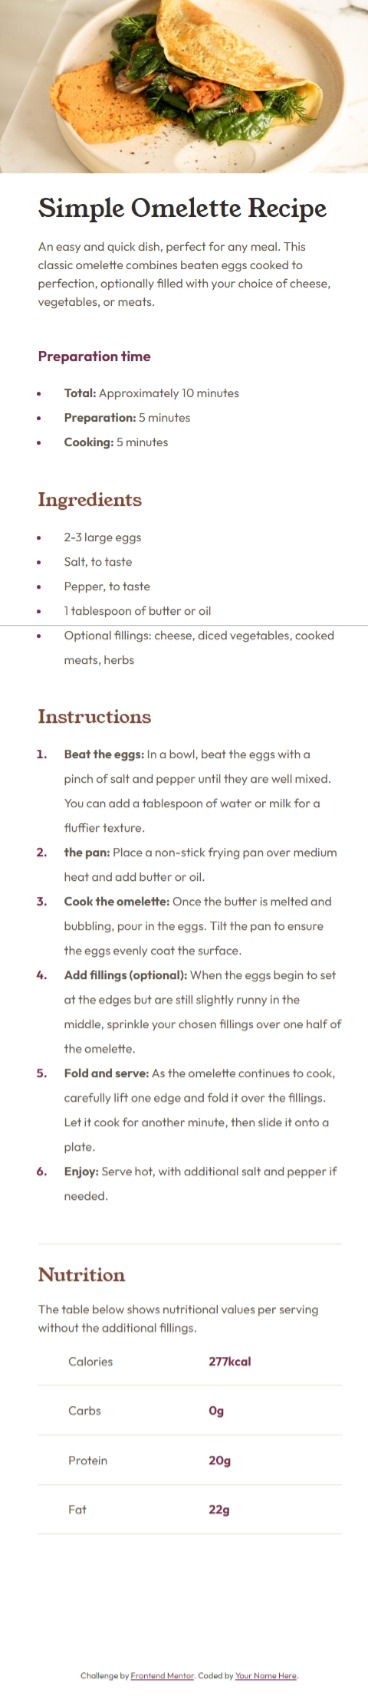 Simple Omelette Recipe
An easy and quick dish, perfect for any meal. This
classic omelette combines beaten eggs cooked to
perfection, optionally filled with your choice of cheese,
vegetables, or meats.
Preparation time
• Total: Approximately 10 minutes
• Preparation: 5 minutes
• Cooking: 5 minutes
Ingredients
• 2-3 large eggs
• Salt, to taste
• Pepper, to taste
• 1 tablespoon of butter or oil
• Optional fillings: cheese, diced vegetables, cooked
meats, herbs
Instructions
1. Beat the eggs: In a bowl, beat the eggs with a
pinch of salt and pepper until they are well mixed.
You can add a tablespoon of water or milk for a
fluffier texture.
2. the pan: Place a non-stick frying pan over medium
heat and add butter or oil.
3. Cook the omelette: Once the butter is melted and
bubbling, pour in the eggs. Tilt the pan to ensure
the eggs evenly coat the surface.
4. Add fillings (optional): When the eggs begin to set
at the edges but are still slightly runny in the
middle, sprinkle your chosen fillings over one half of
the omelette.
5. Fold and serve: As the omelette continues to cook,
carefully lift one edge and fold it over the fillings.
Let it cook for another minute, then slide it onto a
plate.
6. Enjoy: Serve hot, with additional salt and pepper if
needed.
Nutrition
The table below shows nutritional values per serving
without the additional fillings.
Calories 277kcal
Carbs 0g
Protein 20g
Fat 22g
Challenge by Frontend Mentor. Coded by Your Name Here.